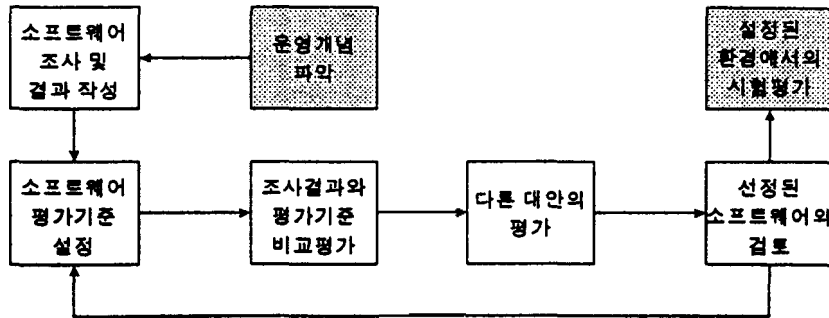 소프트웨어
조사 및
결과 작성
운영개념
파악
설정된
환경에서의
시험평가
소프트웨어
평가기준
설정
조사결과와
평가기준
비교평가
다른 대안의
평가
선정된
소프트웨어와
검토